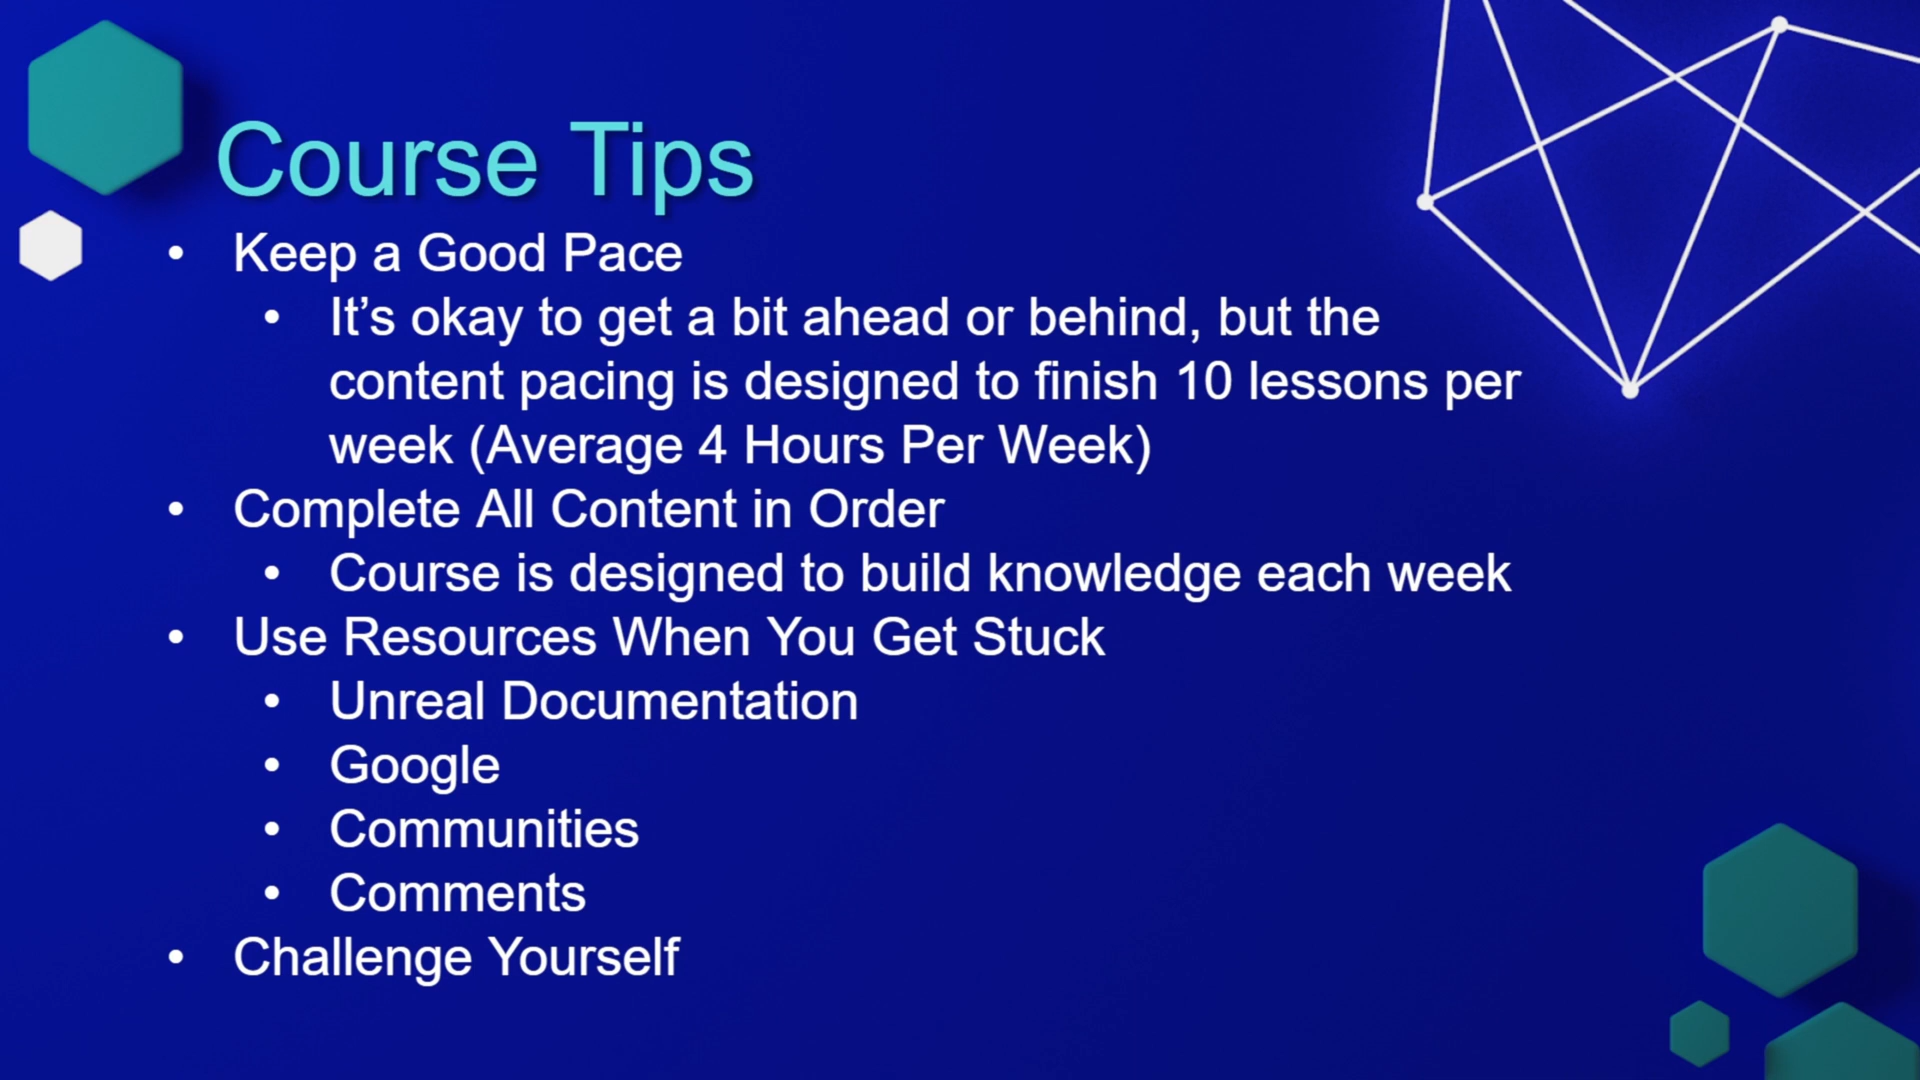 Course Tips
• Keep a Good Pace
• It’s okay to get a bit ahead or behind, but the
content pacing is designed to finish 10 lessons per
week (Average 4 Hours Per Week)
• Complete All Content in Order
• Course is designed to build knowledge each week
• Use Resources When You Get Stuck
• Unreal Documentation
• Google
• Communities
• Comments
• Challenge Yourself